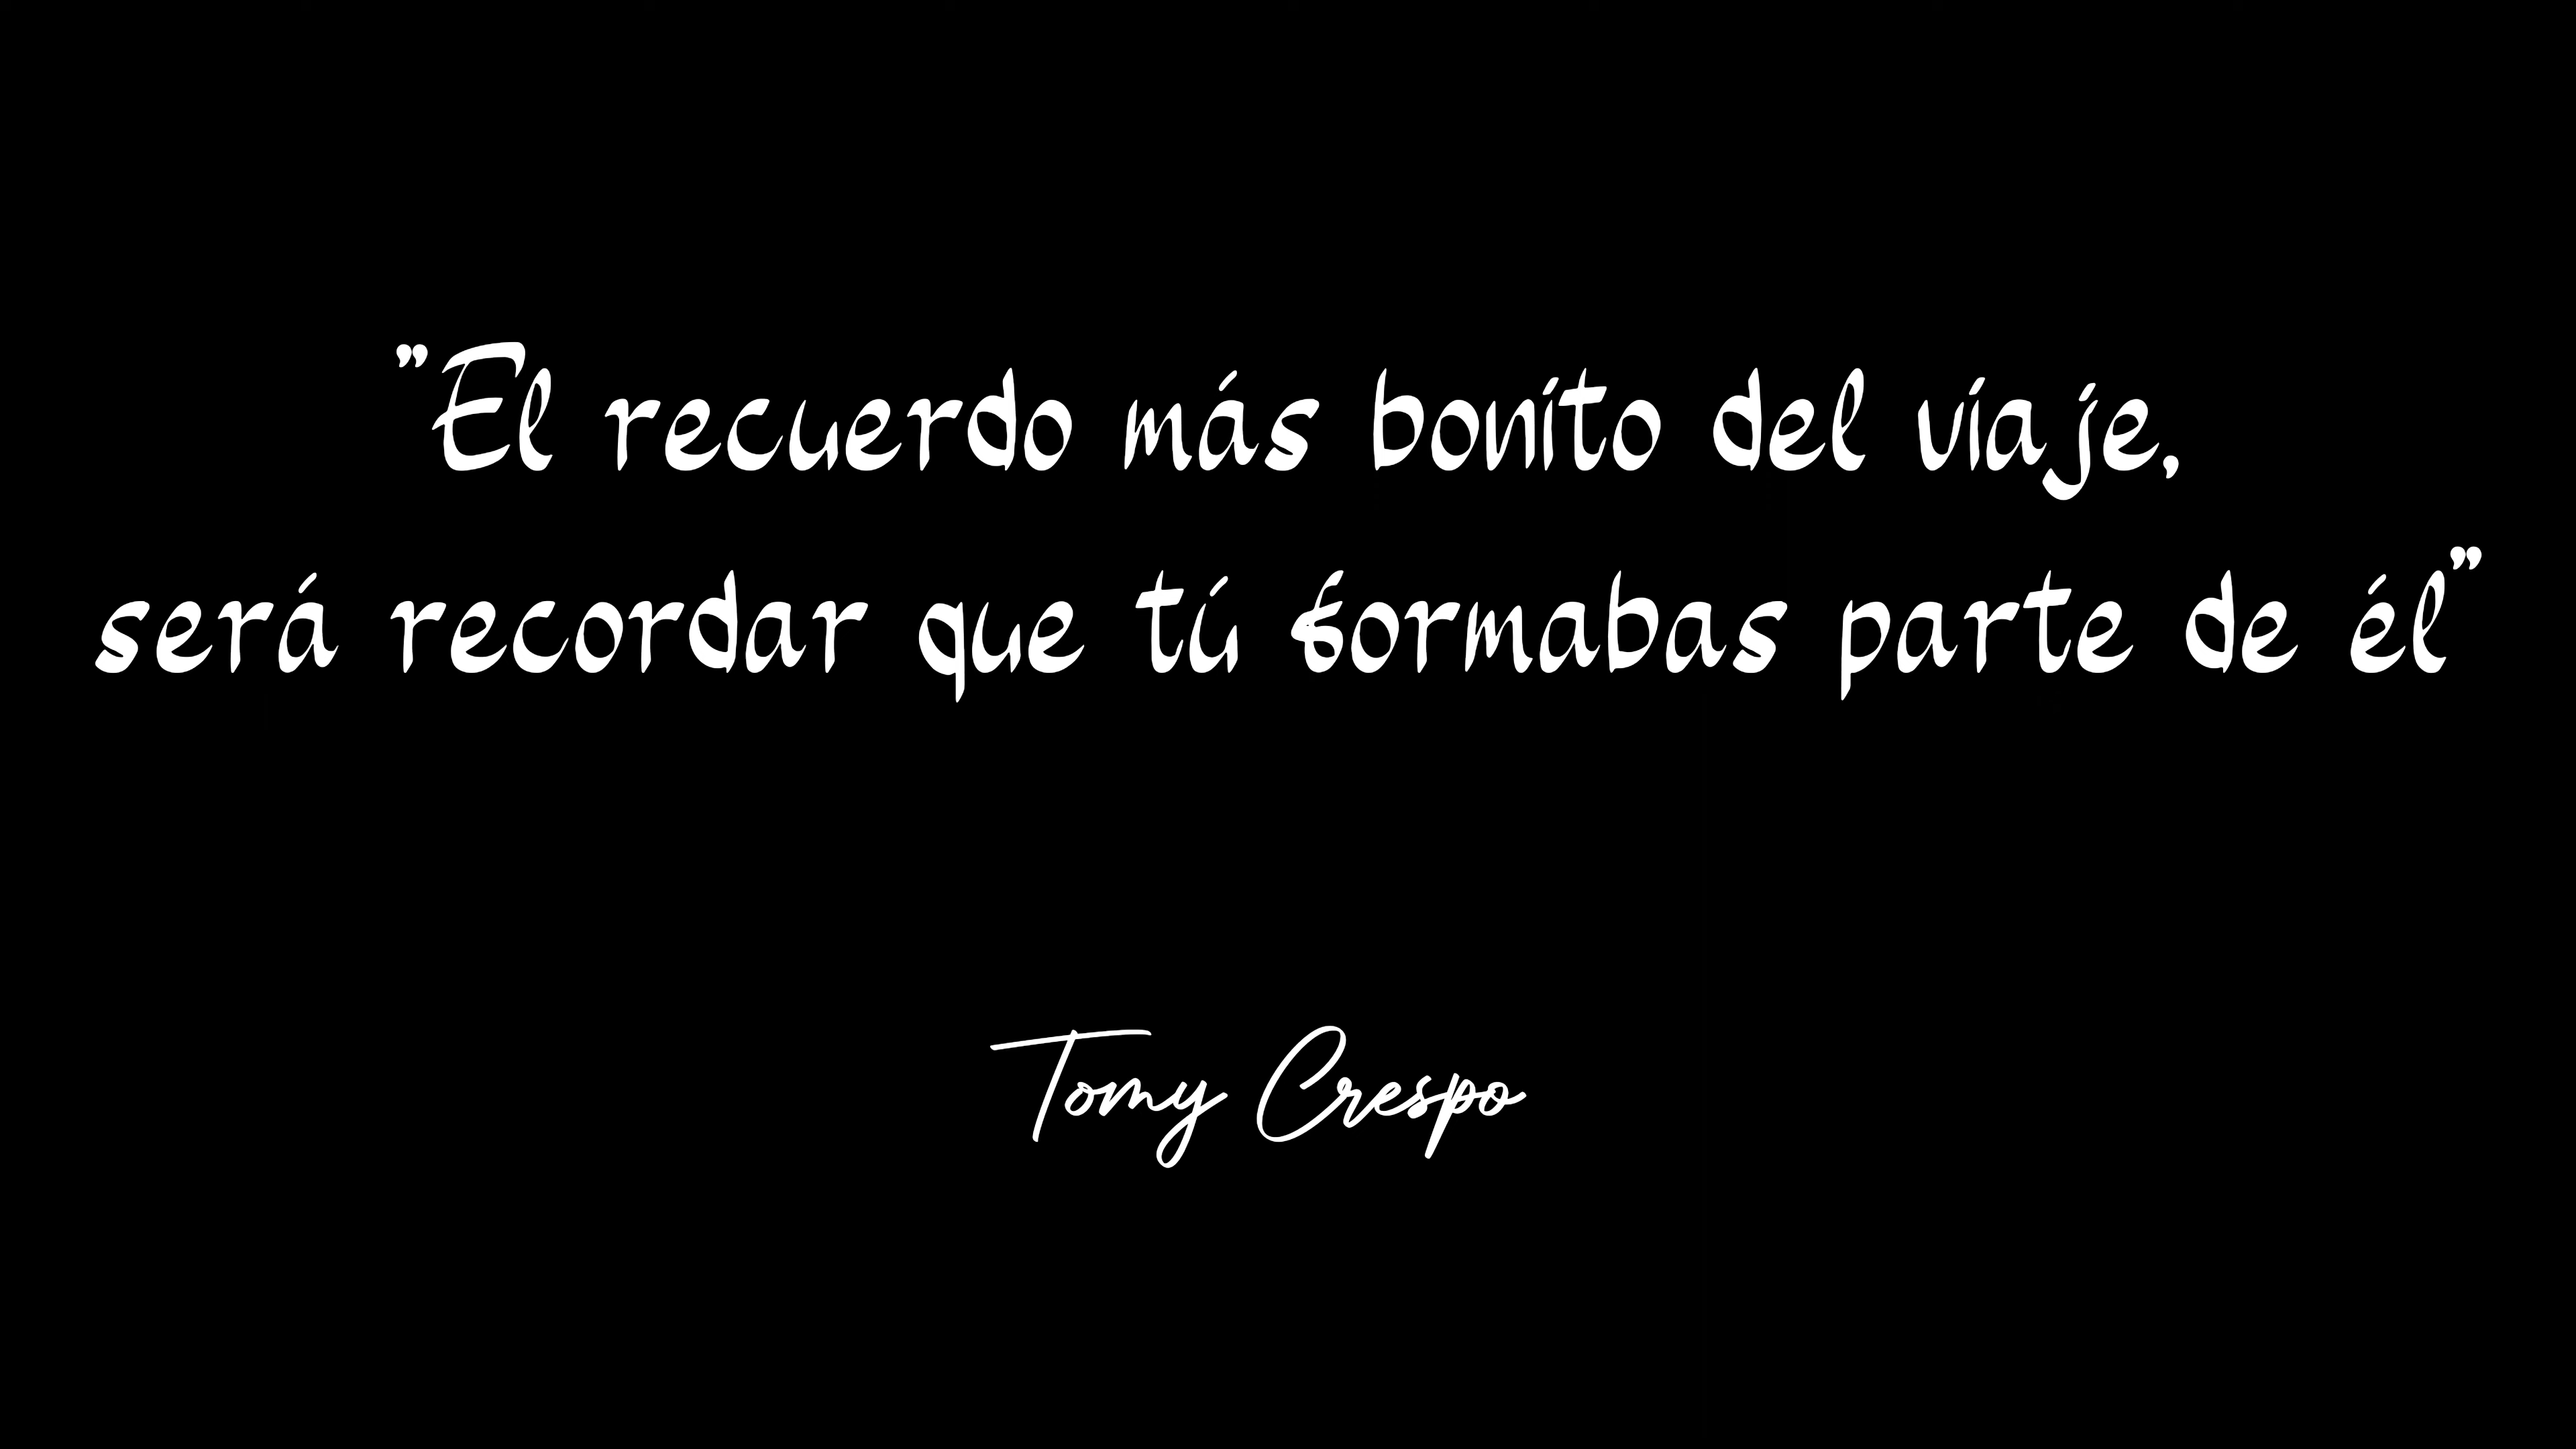 "El recuerdo más bonito del viaje,
será recordar que tú formabas parte de él"
Tomy Crespo